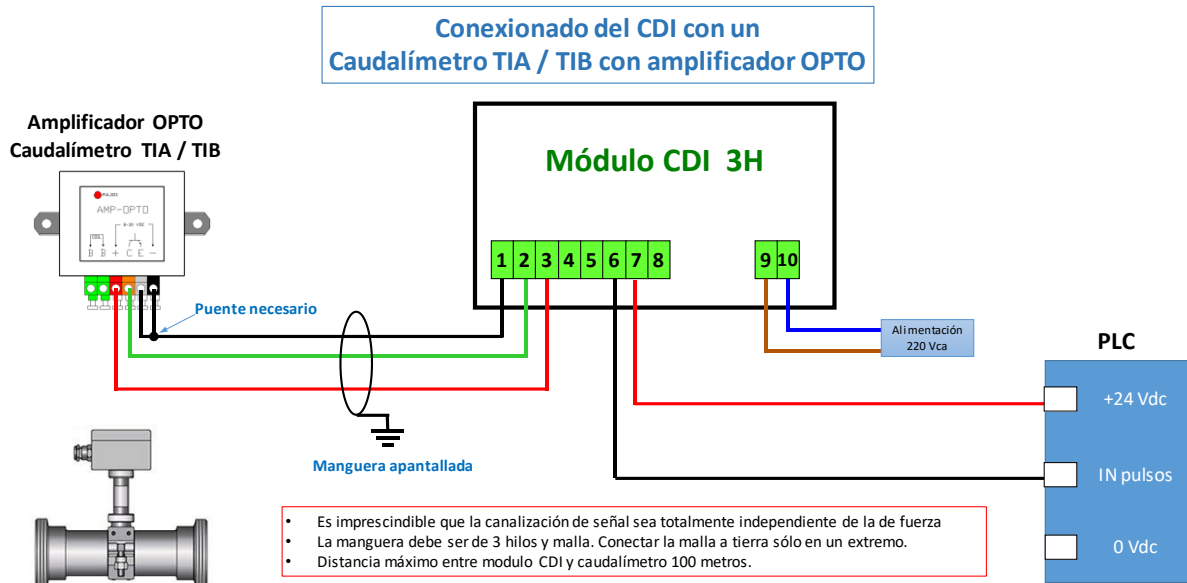 Conexionado del CDI con un
Caudalímetro TIA / TIB con amplificador OPTO
Amplificador OPTO
Caudalímetro TIA / TIB
AMP-OPTO
B B + C E -
Módulo CDI 3H
1 2 3 4 5 6 7 8 9 10
Puente necesario
Alimentación
220 Vca
PLC
+24 Vdc
IN pulsos
0 Vdc
Manguera apantallada
• Es imprescindible que la canalización de señal sea totalmente independiente de la de fuerza
• La manguera debe ser de 3 hilos y malla. Conectar la malla a tierra sólo en un extremo.
• Distancia máximo entre modulo CDI y caudalímetro 100 metros.